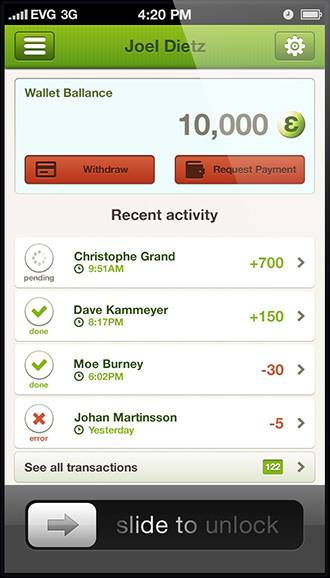 EVG 3G 4:20 PM
Joel Dietz
Wallet Ballance
10,000
Withdraw Request Payment
Recent activity
Christophe Grand
9:51AM
pending
+700
Dave Kammeyer
8:17PM
done
+150
Moe Burney
6:02PM
done
-30
Johan Martinsson
Yesterday
error
-5
See all transactions 122
slide to unlock